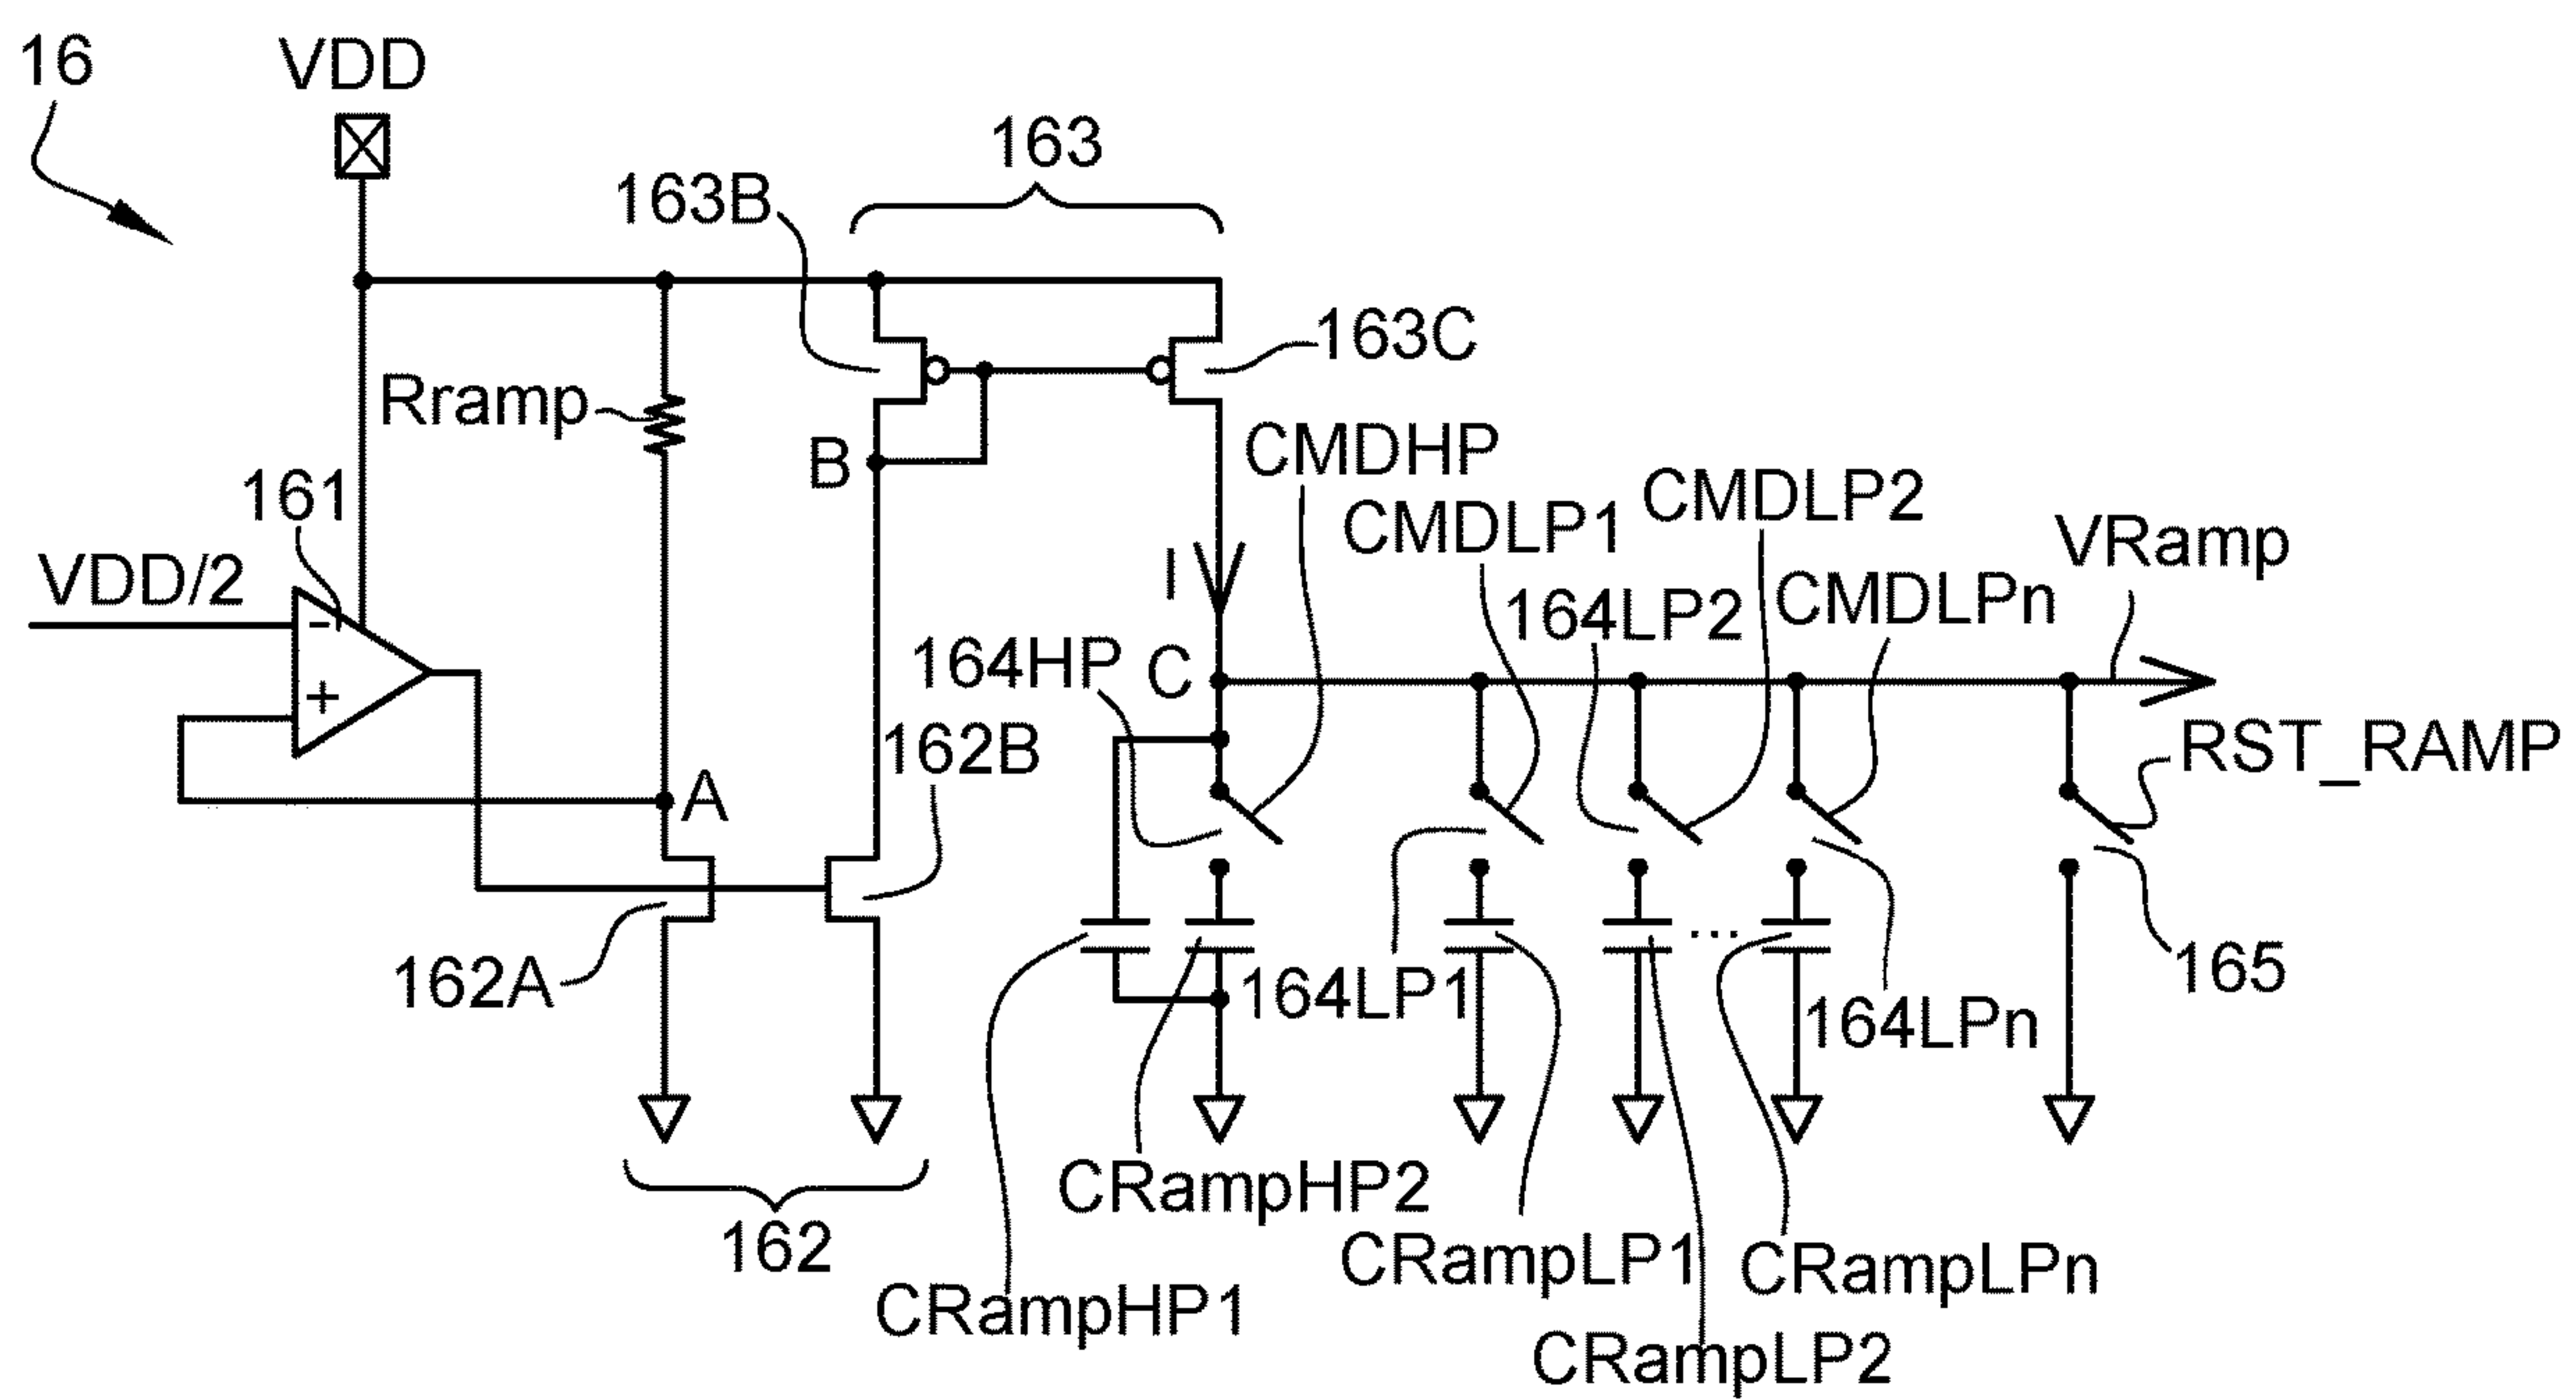 16
VDD
163
163B
163C
Rramp
B
CMDHP
161
CMDLP1
CMDLP2
VRamp
VDD/2
-
+
I
164LP2
CMDLPn
164HP
C
A
162B
RST_RAMP
162A
164LP1
...
164LPn
165
162
CRampHP2
CRampHP1
CRampLP1
CRampLPn
CRampLP2